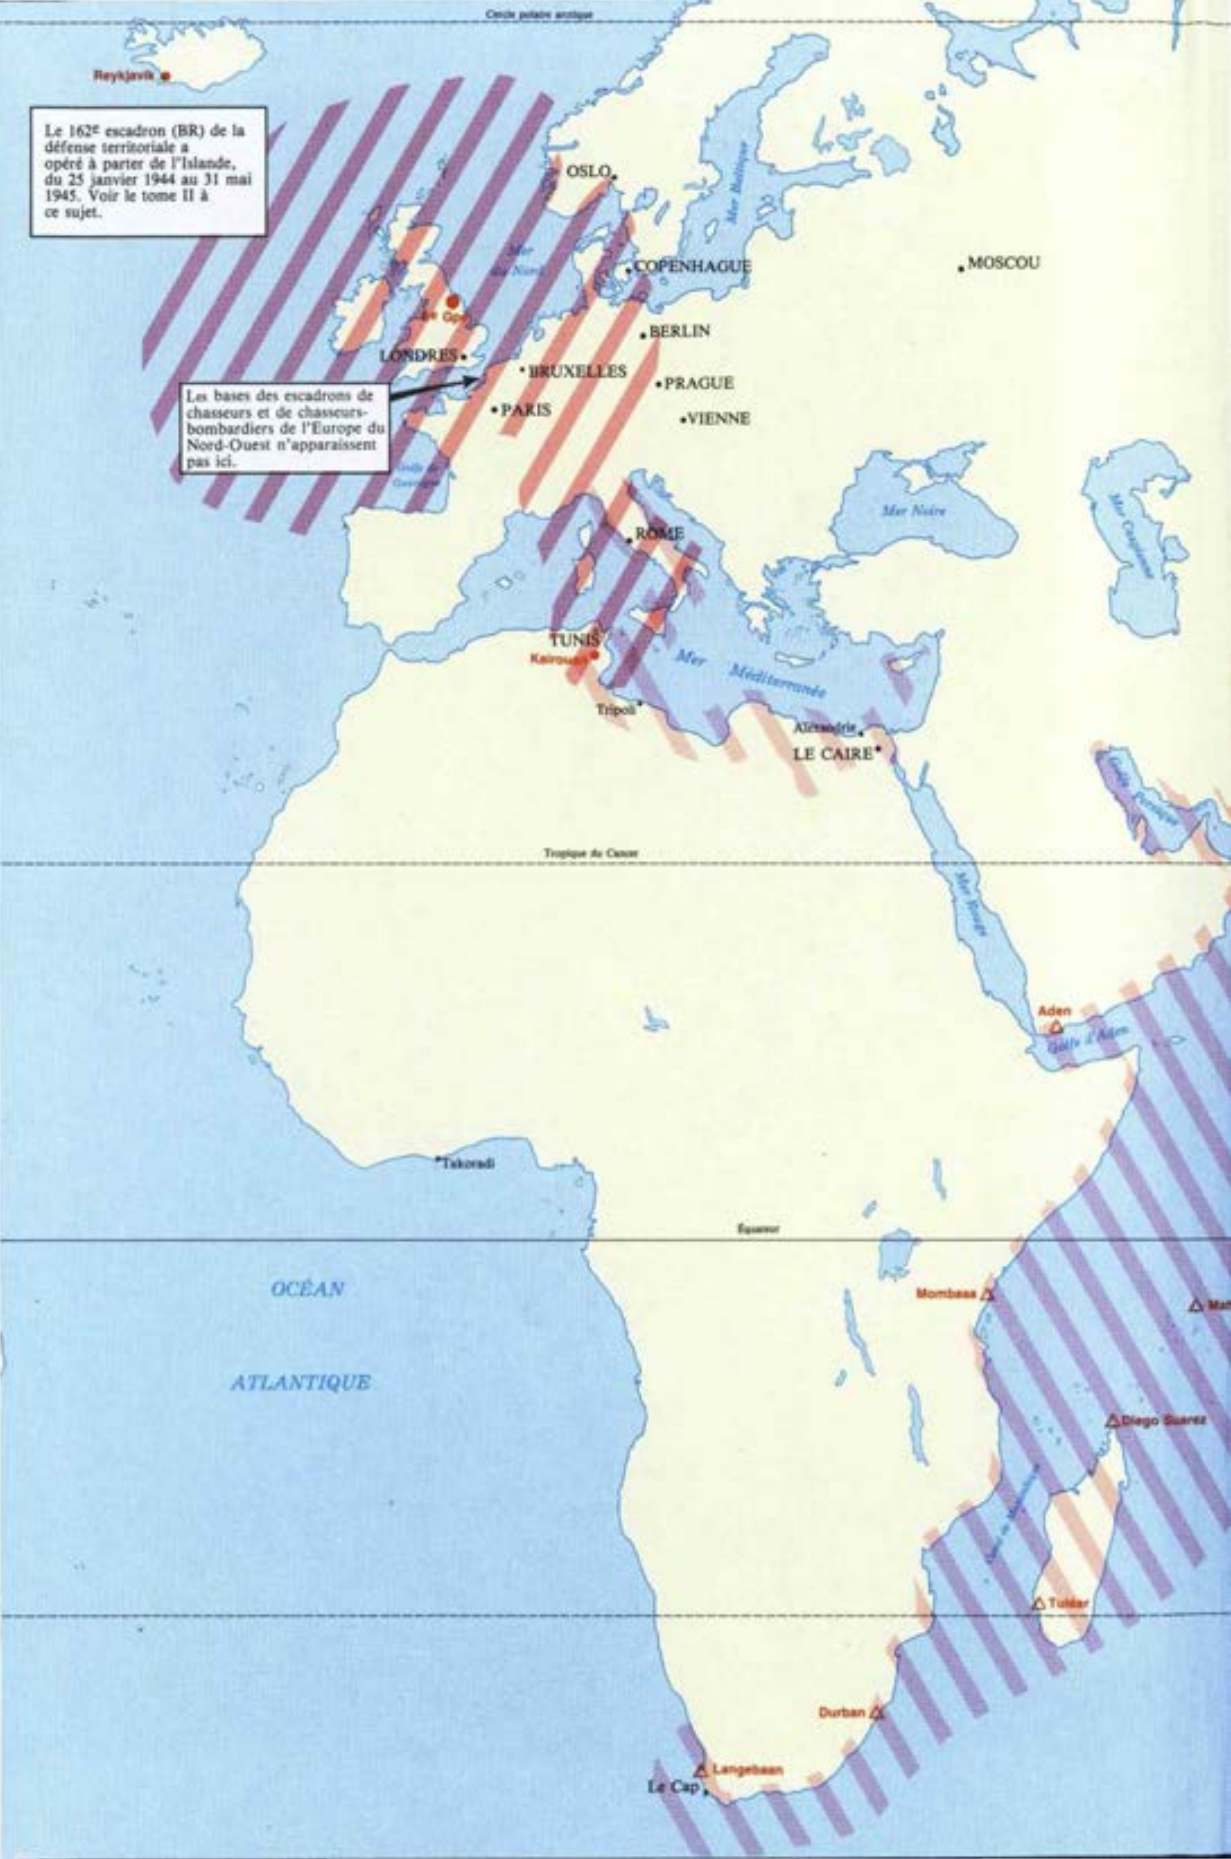 Cercle polaire arctique
Reykjavik
Le 162e escadron (BR) de la
défense territoriale a
opéré à parter de l'Islande,
du 25 janvier 1944 au 31 mai
1945. Voir le tome II à
ce sujet.
OSLO
Mer Baltique
Mer
du Nord
COPENHAGUE
MOSCOU
BERLIN
LONDRES
BRUXELLES
PRAGUE
PARIS
VIENNE
Les bases des escadrons de
chasseurs et de chasseurs-
bombardiers de l'Europe du
Nord-Ouest n'apparaissent
pas ici.
Golfe de
Gascogne
Mer Noire
Mer Caspienne
ROME
TUNIS
Kairouan
Mer Méditerranée
Tripoli
Alexandrie
LE CAIRE
Golfe Persique
Tropique du Cancer
Mer Rouge
Aden
Golfe d'Aden
Takoradi
Équateur
OCÉAN
ATLANTIQUE
Mombasa
Diego Suarez
Tuléar
Durban
Langebaan
Le Cap